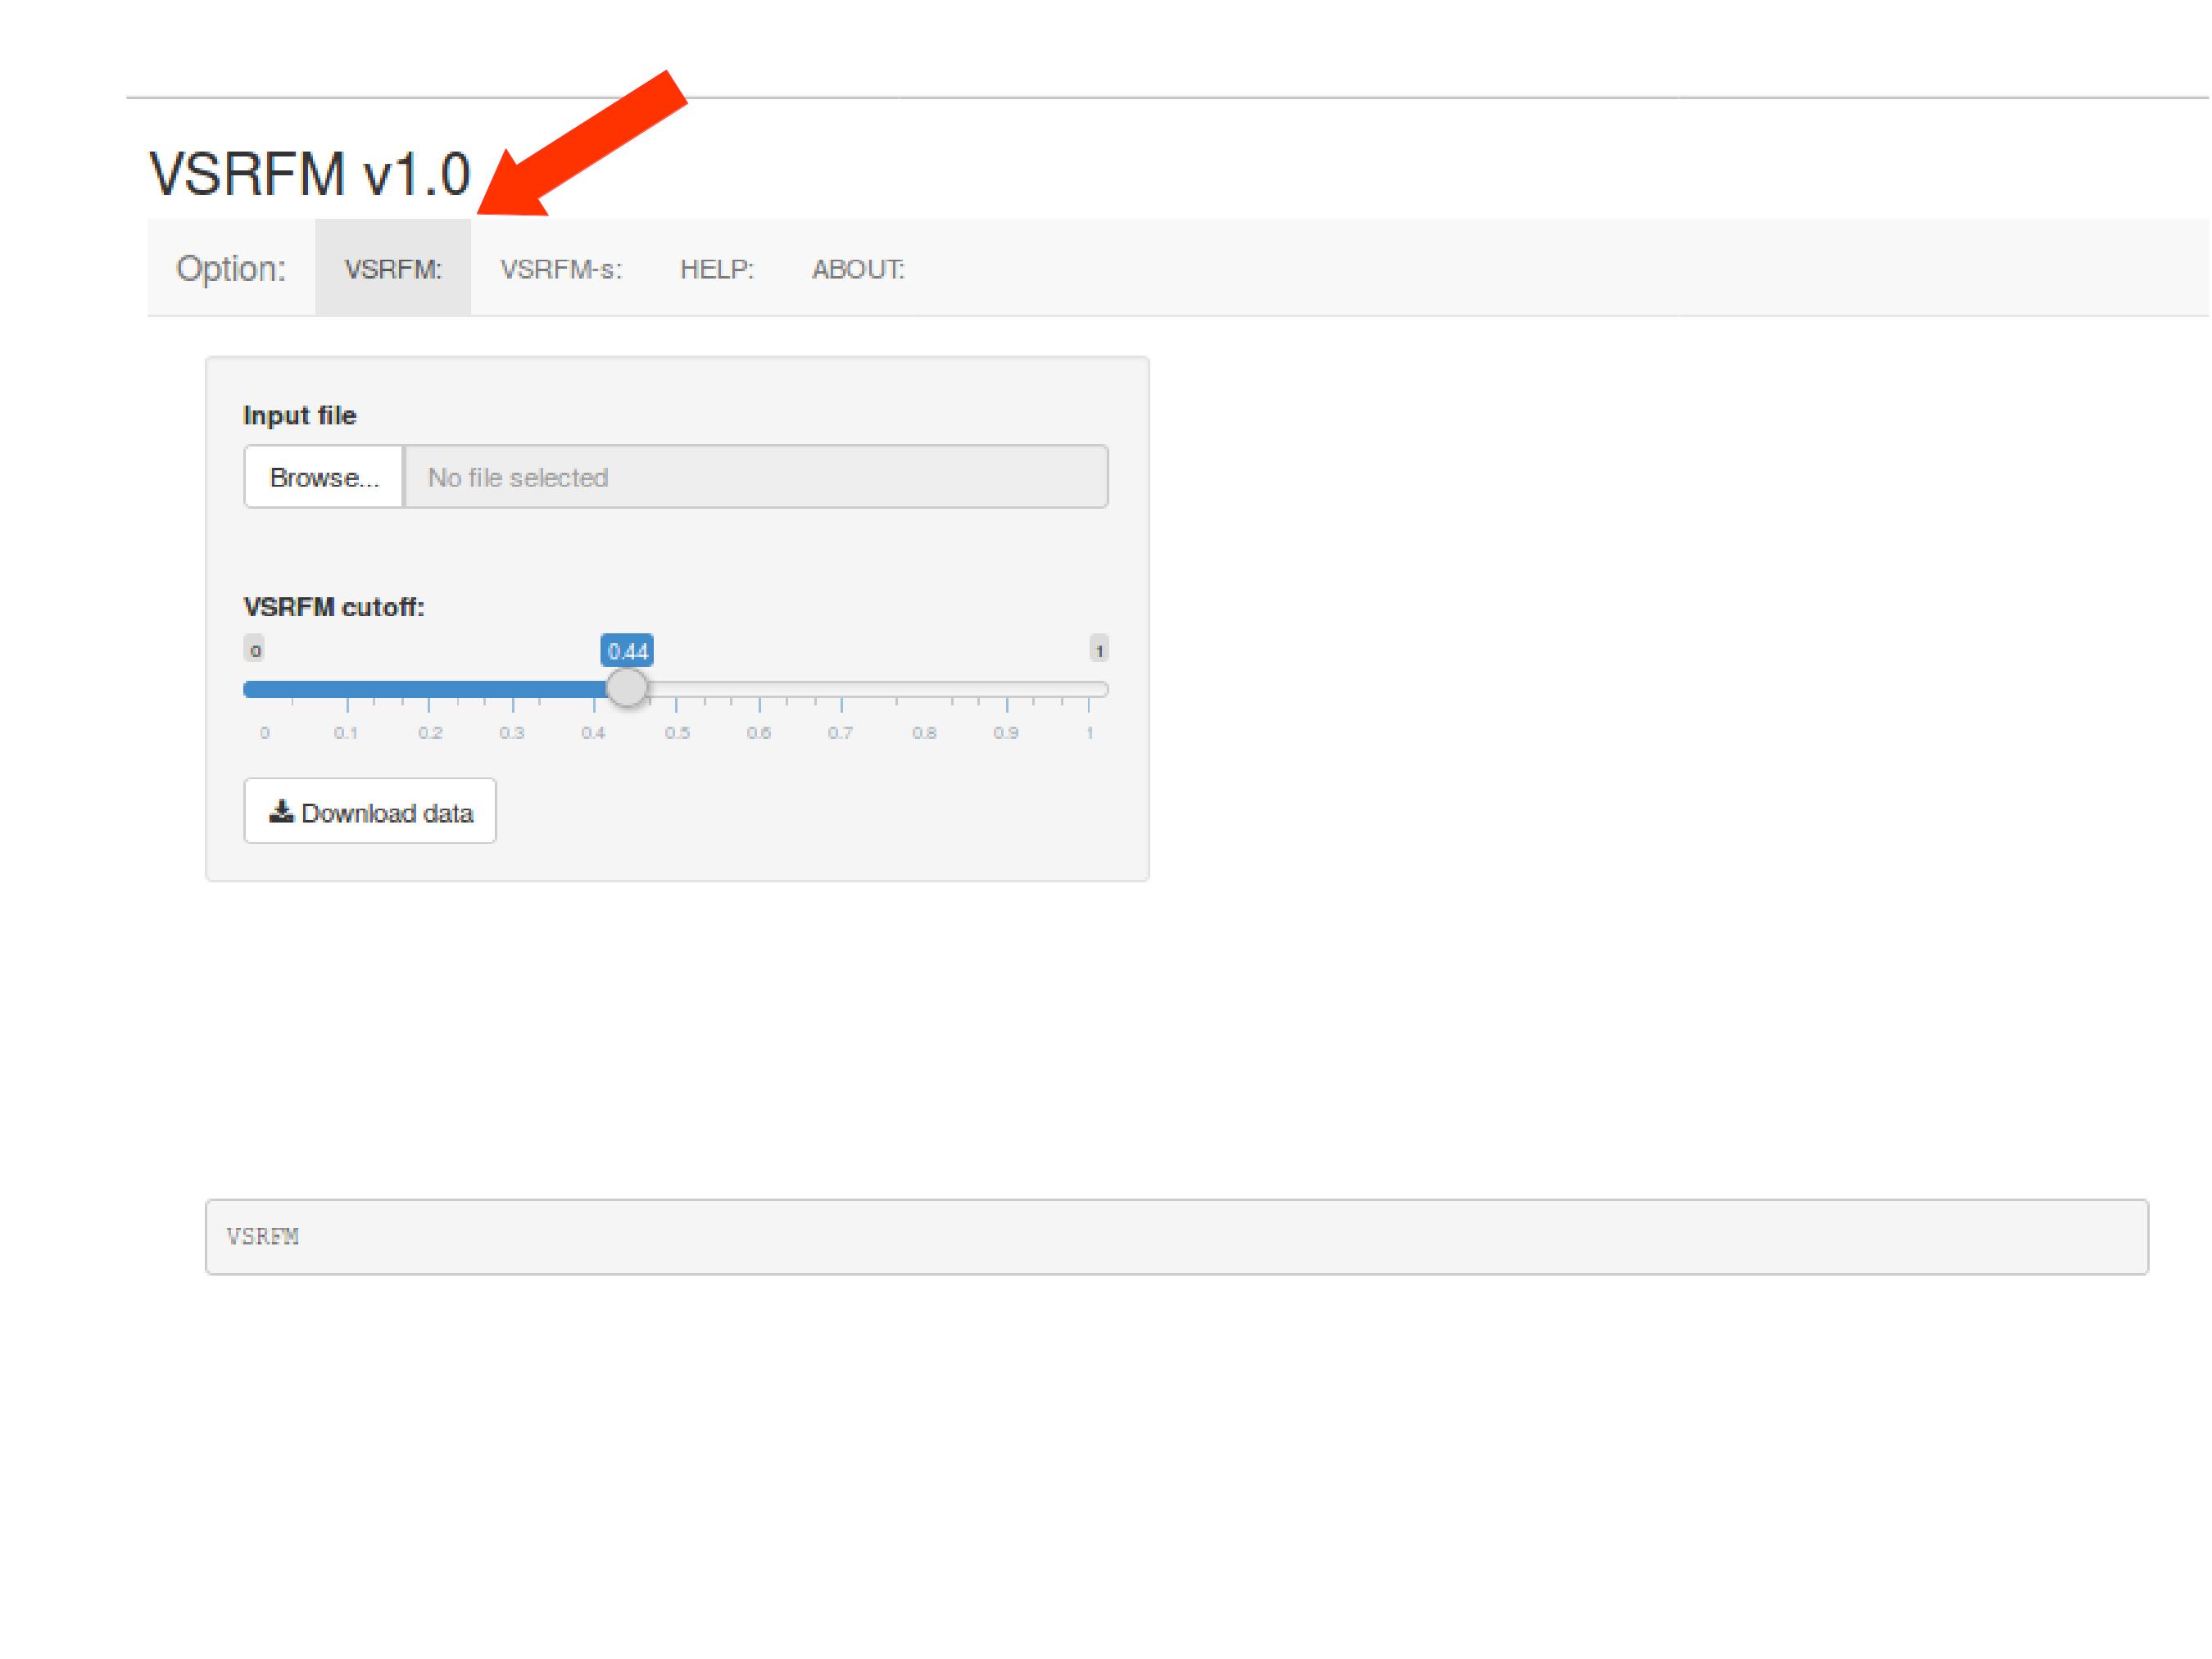 VSRFM v1.0
Option: VSRFM: VSRFM-s: HELP: ABOUT:
Input file
Browse... No file selected
VSRFM cutoff:
0 0.44 1
0 0.1 0.2 0.3 0.4 0.5 0.6 0.7 0.8 0.9 1
Download data
VSRFM